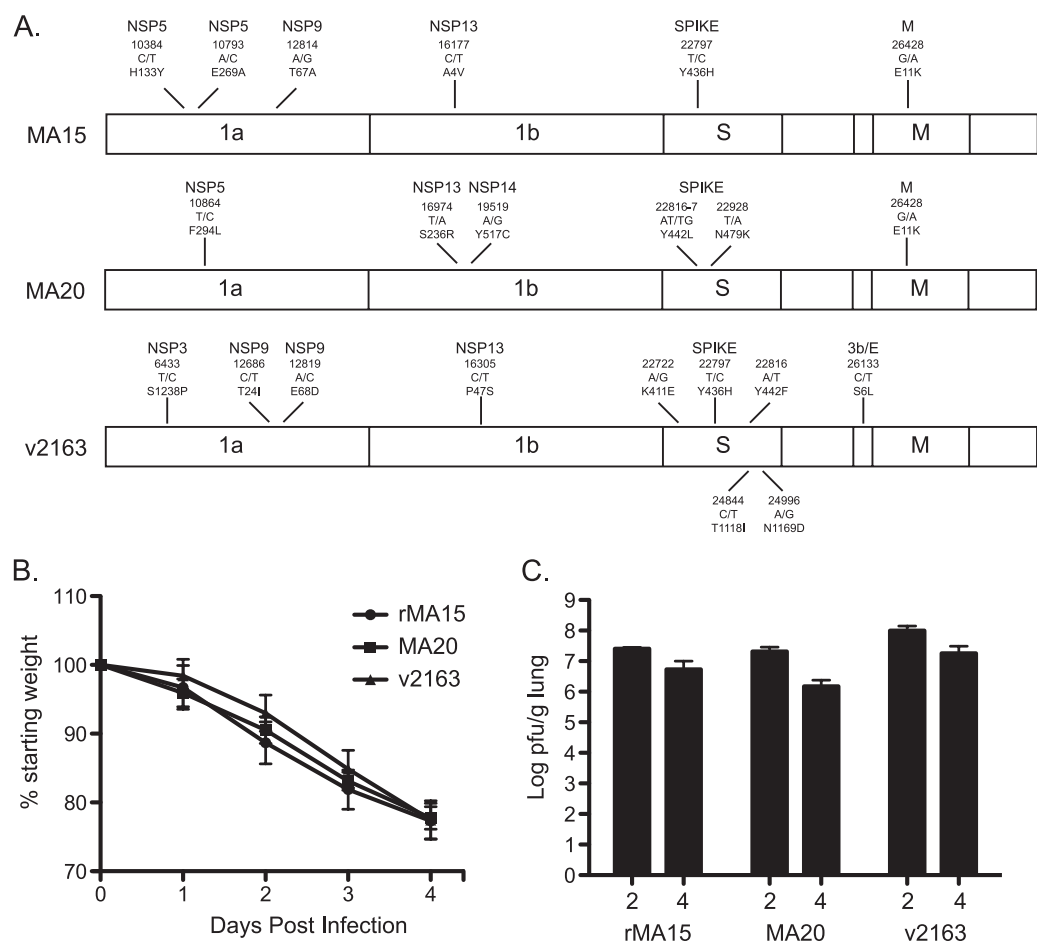 A.
NSP5 NSP5 NSP9 NSP13 SPIKE M
10384 10793 12814 16177 22797 26428
C/T A/C A/G C/T T/C G/A
H133Y E269A T67A A4V Y436H E11K
MA15 1a 1b S M
NSP5 NSP13 NSP14 SPIKE M
10864 16974 19519 22816-7 22928 26428
T/C T/A A/G AT/TG T/A G/A
F294L S236R Y517C Y442L N479K E11K
MA20 1a 1b S M
NSP3 NSP9 NSP9 NSP13 SPIKE 3b/E
6433 12686 12819 16305 22722 22797 22816 26133
T/C C/T A/C C/T A/G T/C A/T C/T
S1238P T24I E68D P47S K411E Y436H Y442F S6L
v2163 1a 1b S M
24844 24996
C/T A/G
T1118I N1169D
B.
110
100
90
80
70
% starting weight
0 1 2 3 4
Days Post Infection
rMA15
MA20
v2163
C.
9
8
7
6
5
4
3
2
1
0
Log pfu/g lung
2 4 2 4 2 4
rMA15 MA20 v2163